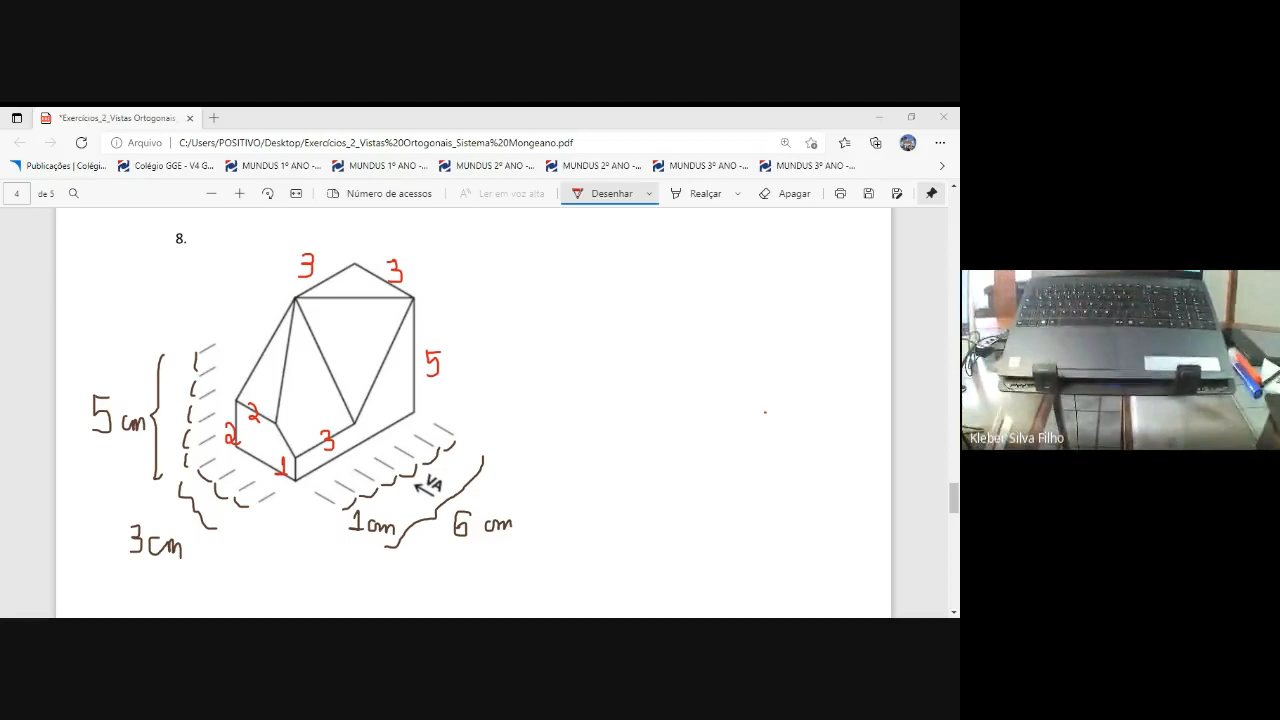 *Exercícios_2_Vistas Ortogonais_
Arquivo
C:/Users/POSITIVO/Desktop/Exercícios_2_Vistas%20Ortogonais_Sistema%20Mongeano.pdf
Publicações | Colégi...
Colégio GGE - V4 G...
MUNDUS 1º ANO -...
MUNDUS 1º ANO -...
MUNDUS 2º ANO -...
MUNDUS 2º ANO -...
MUNDUS 3º ANO -...
MUNDUS 3º ANO -...
4 de 5
Número de acessos
Ler em voz alta
Desenhar
Realçar
Apagar
8.
3
3
5
5 cm
2
2
3
1
VA
1cm
6 cm
3cm
Kleber Silva Filho